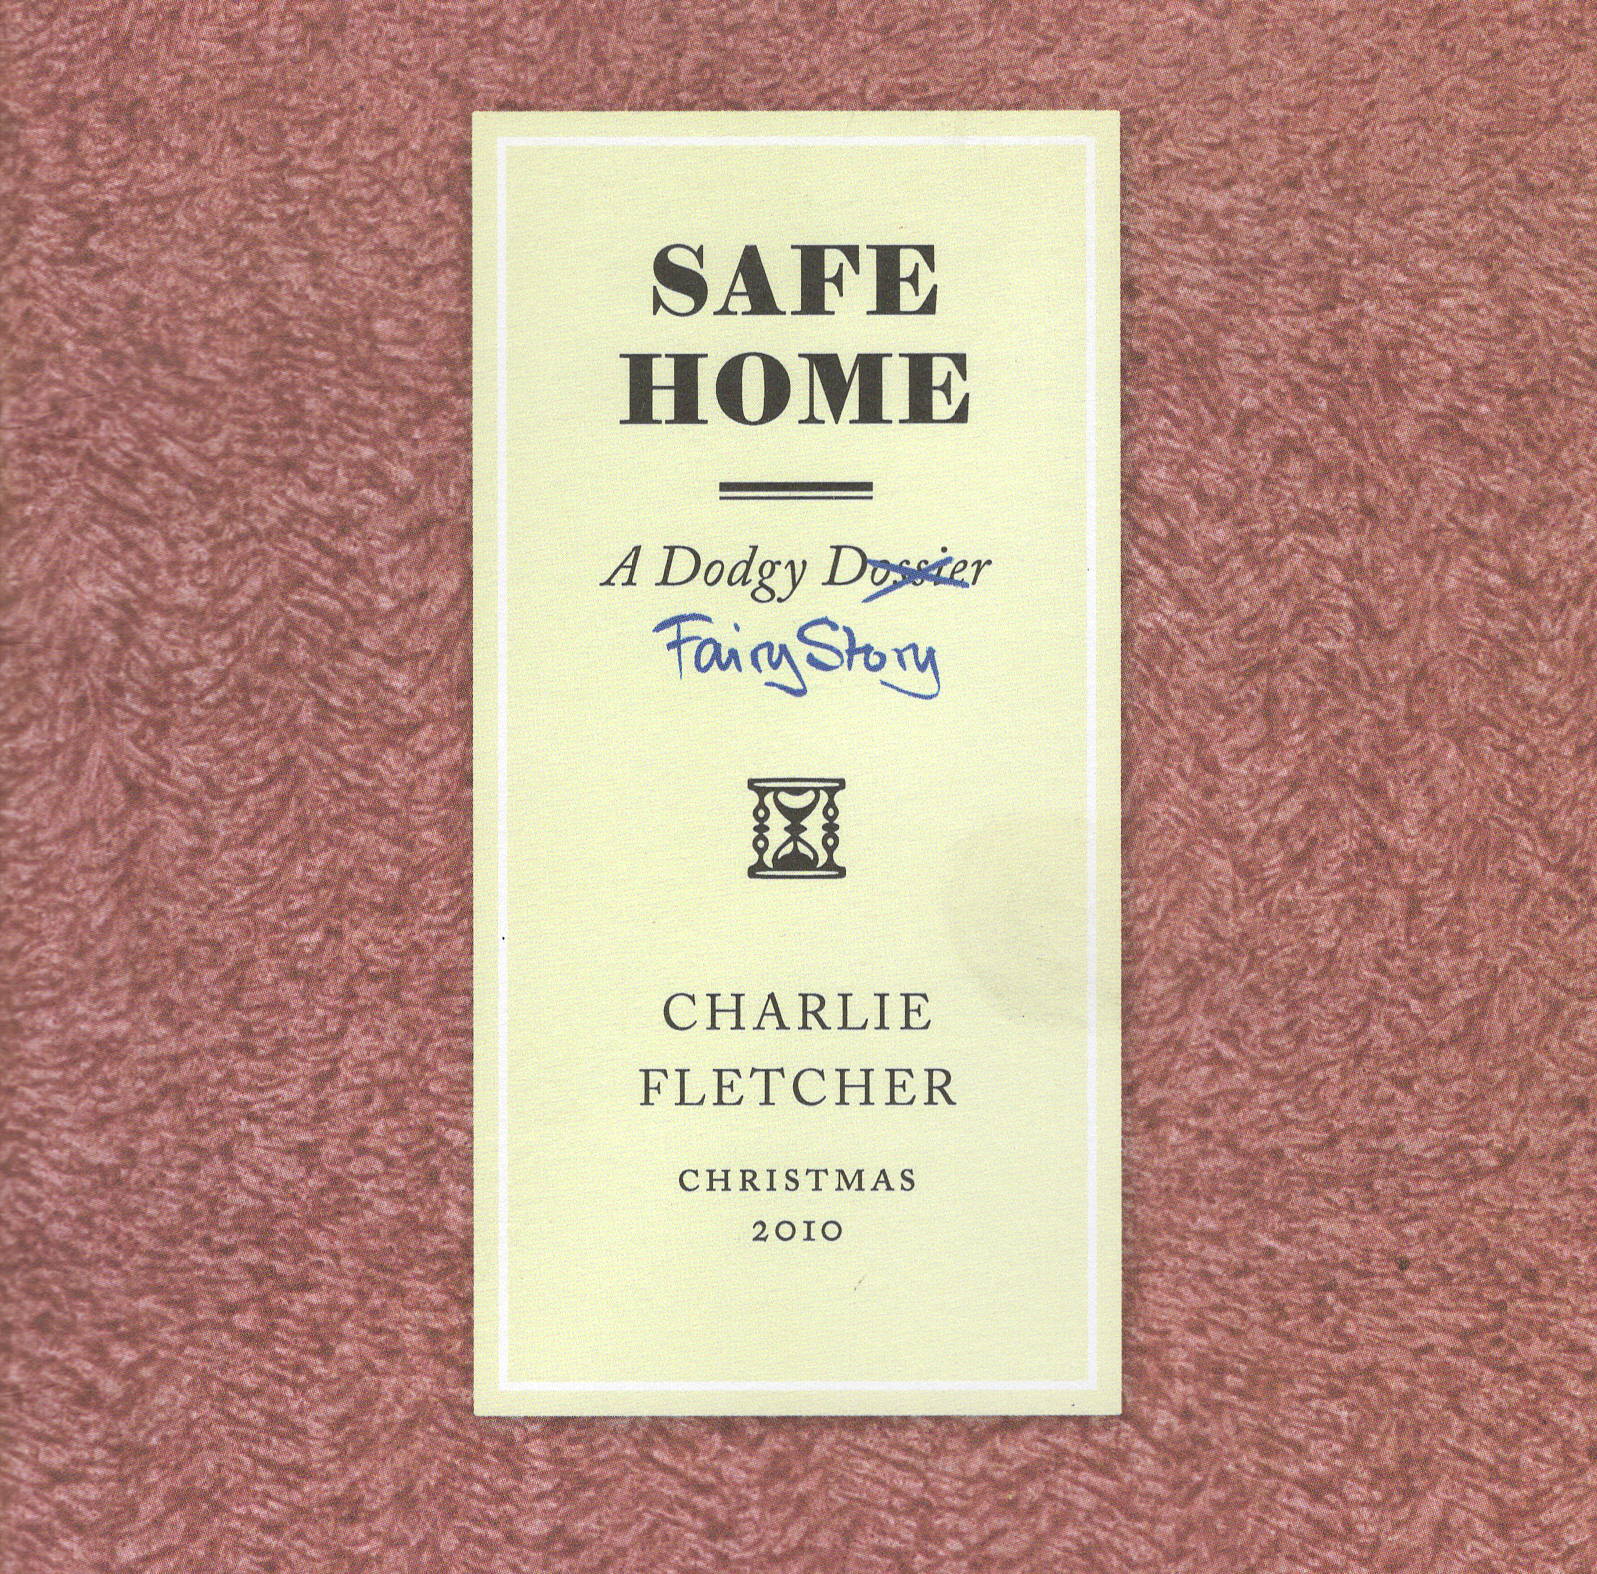 SAFE
HOME
A Dodgy Dossier
Fairy Story
CHARLIE
FLETCHER
CHRISTMAS
2010